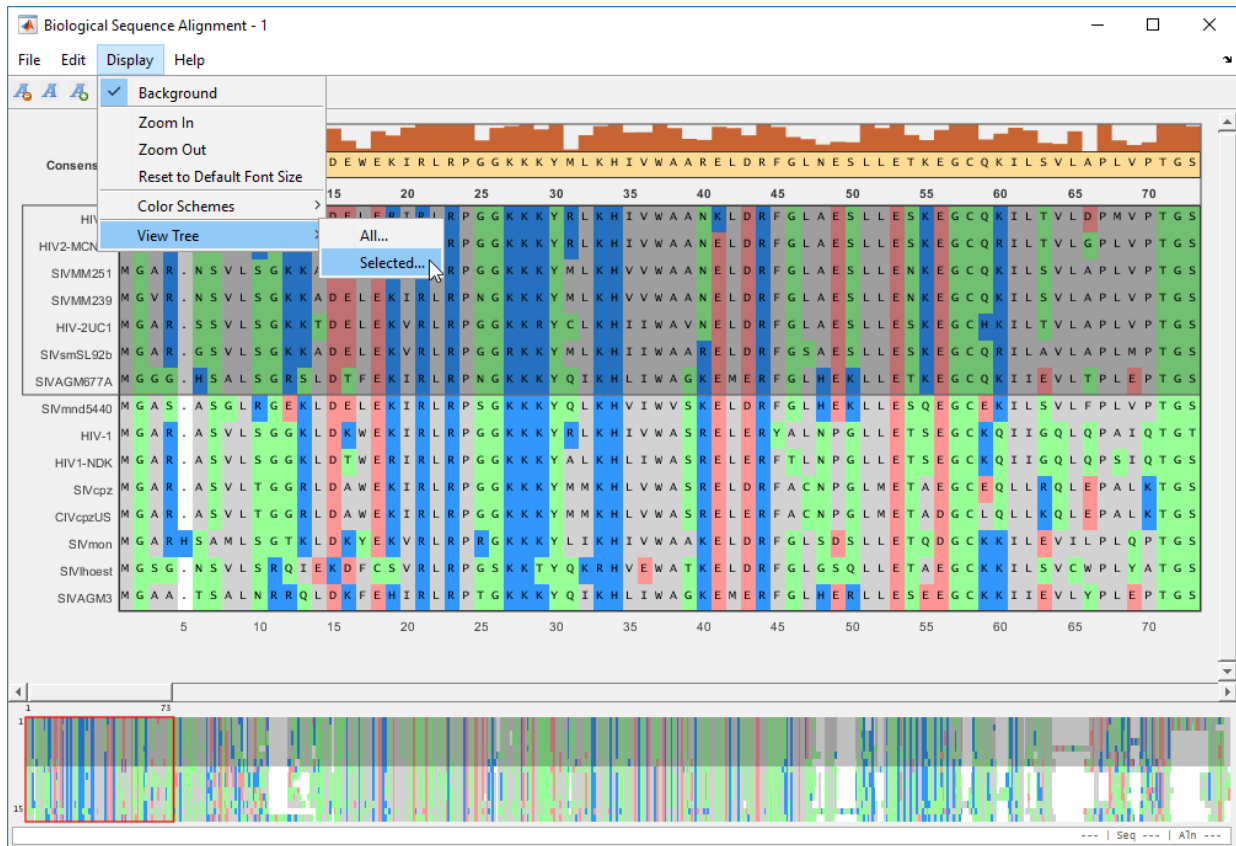 Biological Sequence Alignment - 1
File Edit Display Help
Background
Zoom In
Zoom Out
Reset to Default Font Size
Color Schemes
View Tree
All...
Selected...
Consens D E W E K I R L R P G G K K K Y M L K H I V W A A R E L D R F G L N E S L L E T K E G C Q K I L S V L A P L V P T G S
15 20 25 30 35 40 45 50 55 60 65 70
HIV D E L E R I R L R P G G K K K Y R L K H I V W A A N K L D R F G L A E S L L E S K E G C Q K I L T V L D P M V P T G S
HIV2-MCN R P G G K K K Y R L K H I V W A A N E L D R F G L A E S L L E S K E G C Q R I L T V L G P L V P T G S
SIVMM251 M G A R . N S V L S G K K A R P G G K K K Y M L K H V V W A A N E L D R F G L A E S L L E N K E G C Q K I L S V L A P L V P T G S
SIVMM239 M G V R . N S V L S G K K A D E L E K I R L R P N G K K K Y M L K H V V W A A N E L D R F G L A E S L L E N K E G C Q K I L S V L A P L V P T G S
HIV-2UC1 M G A R . S S V L S G K K T D E L E K V R L R P G G K K R Y C L K H I I W A V N E L D R F G L A E S L L E S K E G C H K I L T V L A P L V P T G S
SIVsmSL92b M G A R . G S V L S G K K A D E L E K V R L R P G G R K K Y M L K H I I W A A R E L D R F G S A E S L L E S K E G C Q R I L A V L A P L M P T G S
SIVAGM677A M G G G . H S A L S G R S L D T F E K I R L R P N G K K K Y Q I K H L I W A G K E M E R F G L H E K L L E T K E G C Q K I I E V L T P L E P T G S
SIVmnd5440 M G A S . A S G L R G E K L D E L E K I R L R P S G K K K Y Q L K H V I W V S K E L D R F G L H E K L L E S Q E G C E K I L S V L F P L V P T G S
HIV-1 M G A R . A S V L S G G K L D K W E K I R L R P G G K K K Y R L K H I V W A S R E L E R Y A L N P G L L E T S E G C K Q I I G Q L Q P A I Q T G T
HIV1-NDK M G A R . A S V L S G G K L D T W E R I R L R P G G K K K Y A L K H L I W A S R E L E R F T L N P G L L E T S E G C K Q I I G Q L Q P S I Q T G S
SIVcpz M G A R . A S V L T G G R L D A W E K I R L R P G G K K K Y M M K H L V W A S R E L D R F A C N P G L M E T A E G C E Q L L R Q L E P A L K T G S
CIVcpzUS M G A R . A S V L T G G R L D A W E K I R L R P G G K K K Y M M K H L V W A S R E L E R F A C N P G L M E T A D G C L Q L L K Q L E P A L K T G S
SIVmon M G A R H S A M L S G T K L D K Y E K V R L R P R G K K K Y L I K H V V W A A K E L D R F G L S D S L L E T Q D G C K K I L E V I L P L Q P T G S
SIVlhoest M G S G . N S V L S R Q I E K D F C S V R L R P G S K K T Y Q K R H V E W A T K E L D R F G L G S Q L L E T A E G C K K I L S V C W P L Y A T G S
SIVAGM3 M G A A . T S A L N R R Q L D K F E H I R L R P T G K K K Y Q I K H L I W A G K E M E R F G L H E R L L E S E E G C K K I I E V L Y P L E P T G S
5 10 15 20 25 30 35 40 45 50 55 60 65 70
1 73
1
15
--- | Seq --- | Aln ---